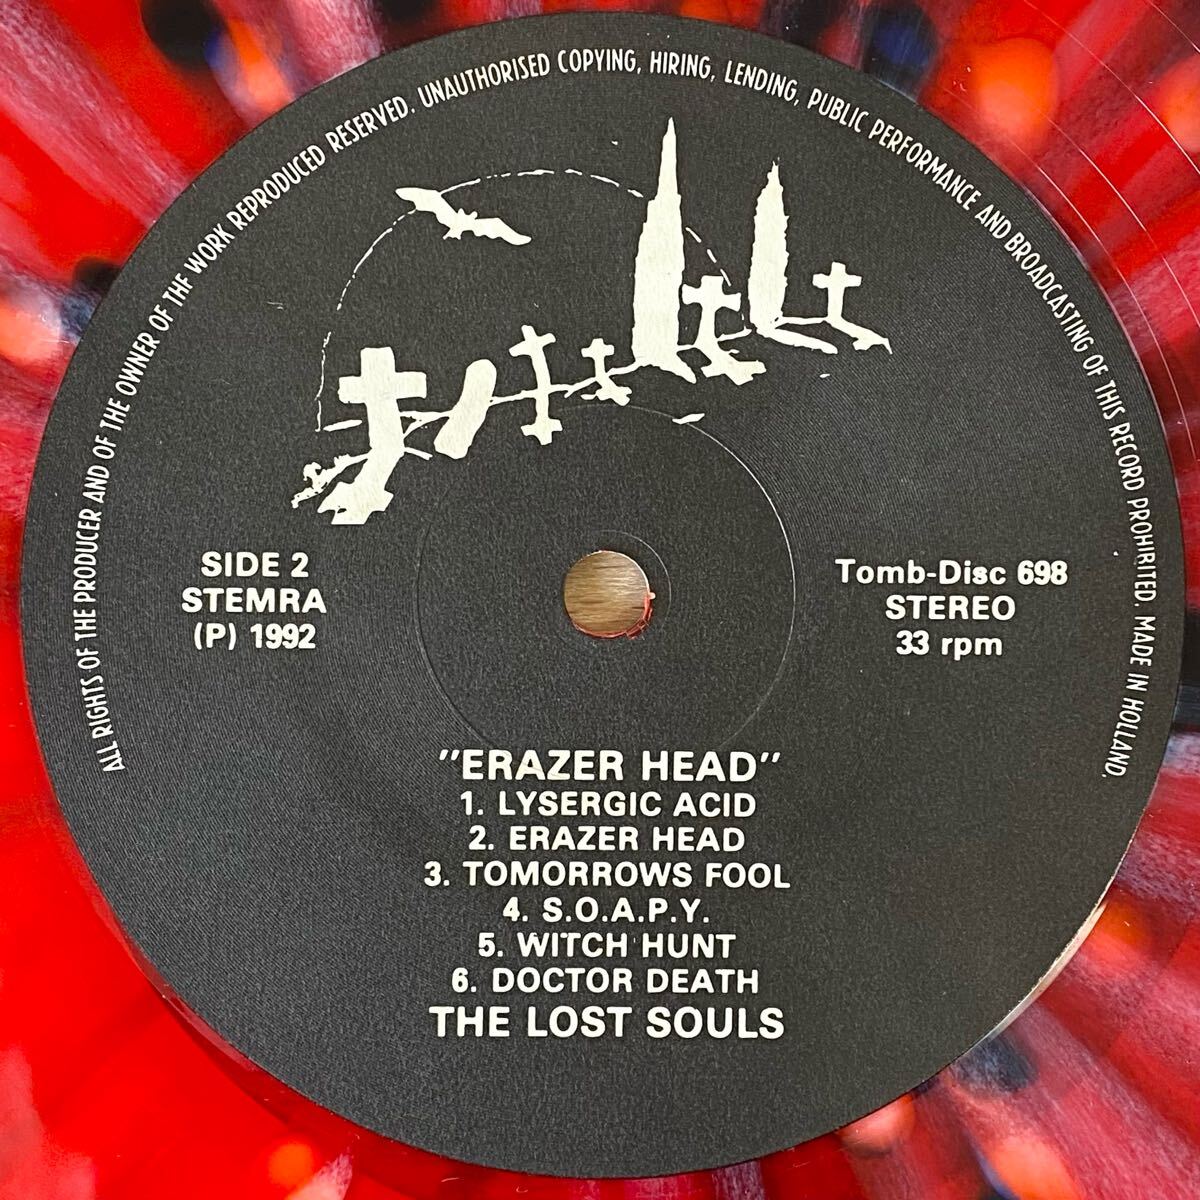 ALL RIGHTS OF THE PRODUCER AND OF THE OWNER OF THE WORK REPRODUCED RESERVED. UNAUTHORISED COPYING, HIRING, LENDING, PUBLIC PERFORMANCE AND BROADCASTING OF THIS RECORD PROHIRITED. MADE IN HOLLAND.
SIDE 2
STEMRA
(P) 1992
Tomb-Disc 698
STEREO
33 rpm
"ERAZER HEAD"
1. LYSERGIC ACID
2. ERAZER HEAD
3. TOMORROWS FOOL
4. S.O.A.P.Y.
5. WITCH HUNT
6. DOCTOR DEATH
THE LOST SOULS